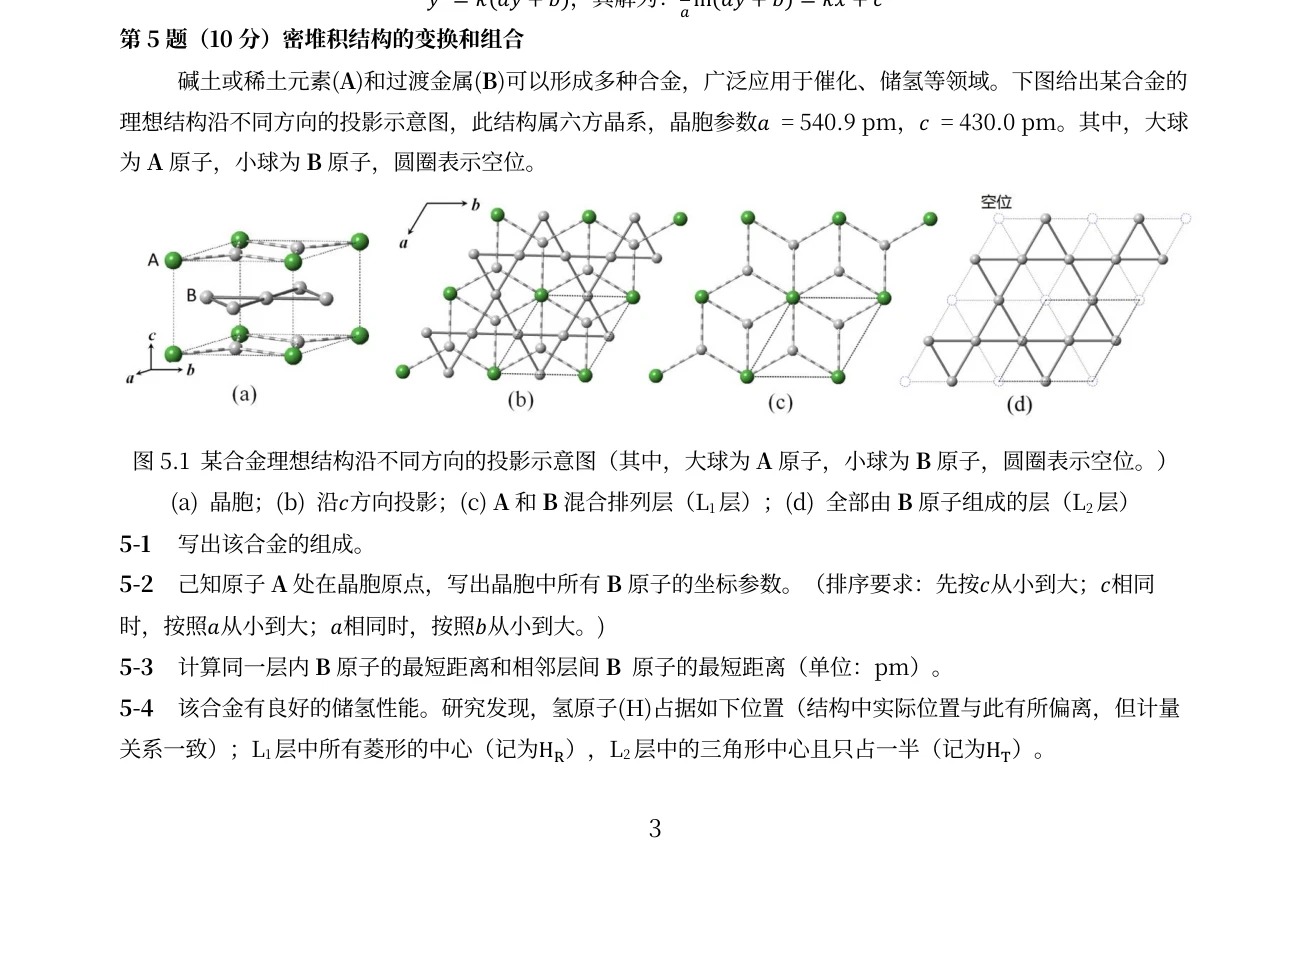 第 5 题（10 分）密堆积结构的变换和组合
碱土或稀土元素(A)和过渡金属(B)可以形成多种合金，广泛应用于催化、储氢等领域。下图给出某合金的
理想结构沿不同方向的投影示意图，此结构属六方晶系，晶胞参数a = 540.9 pm，c = 430.0 pm。其中，大球
为 A 原子，小球为 B 原子，圆圈表示空位。
A
B
c
a
b
(a)
b
a
(b)
(c)
空位
(d)
图 5.1 某合金理想结构沿不同方向的投影示意图（其中，大球为 A 原子，小球为 B 原子，圆圈表示空位。）
(a) 晶胞；(b) 沿c方向投影；(c) A 和 B 混合排列层（L₁层）；(d) 全部由 B 原子组成的层（L₂层）
5-1 写出该合金的组成。
5-2 己知原子 A 处在晶胞原点，写出晶胞中所有 B 原子的坐标参数。（排序要求：先按c从小到大；c相同
时，按照a从小到大；a相同时，按照b从小到大。)
5-3 计算同一层内 B 原子的最短距离和相邻层间 B 原子的最短距离（单位：pm）。
5-4 该合金有良好的储氢性能。研究发现，氢原子(H)占据如下位置（结构中实际位置与此有所偏离，但计量
关系一致）；L₁层中所有菱形的中心（记为H_R），L₂层中的三角形中心且只占一半（记为H_T）。
3